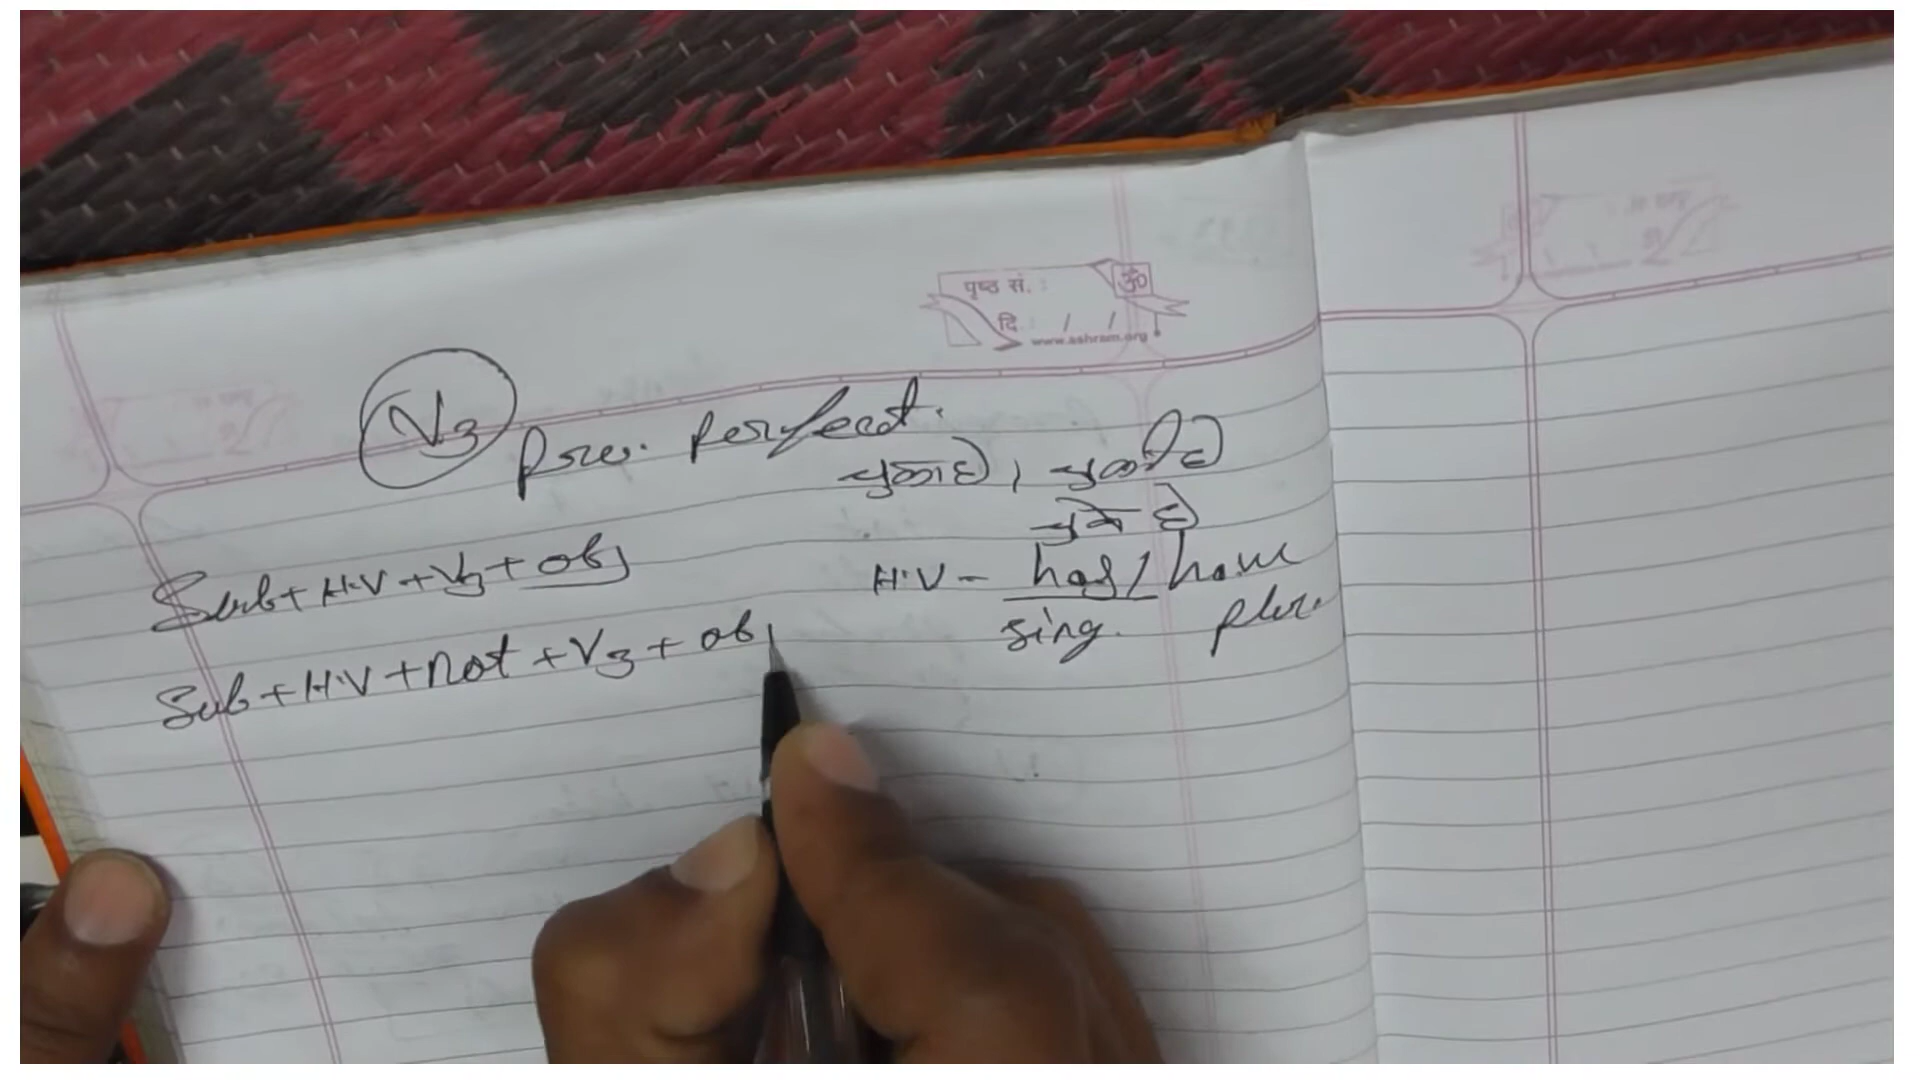 पृष्ठ सं. :
ॐ
दि. / /
www.ashram.org
V3
Pre. Perfect.
चुका है, चुकी है
चुके है
Sub + H.V + V3 + obj
H.V - has / have
sing. plu.
Sub + H.V + not + V3 + obj